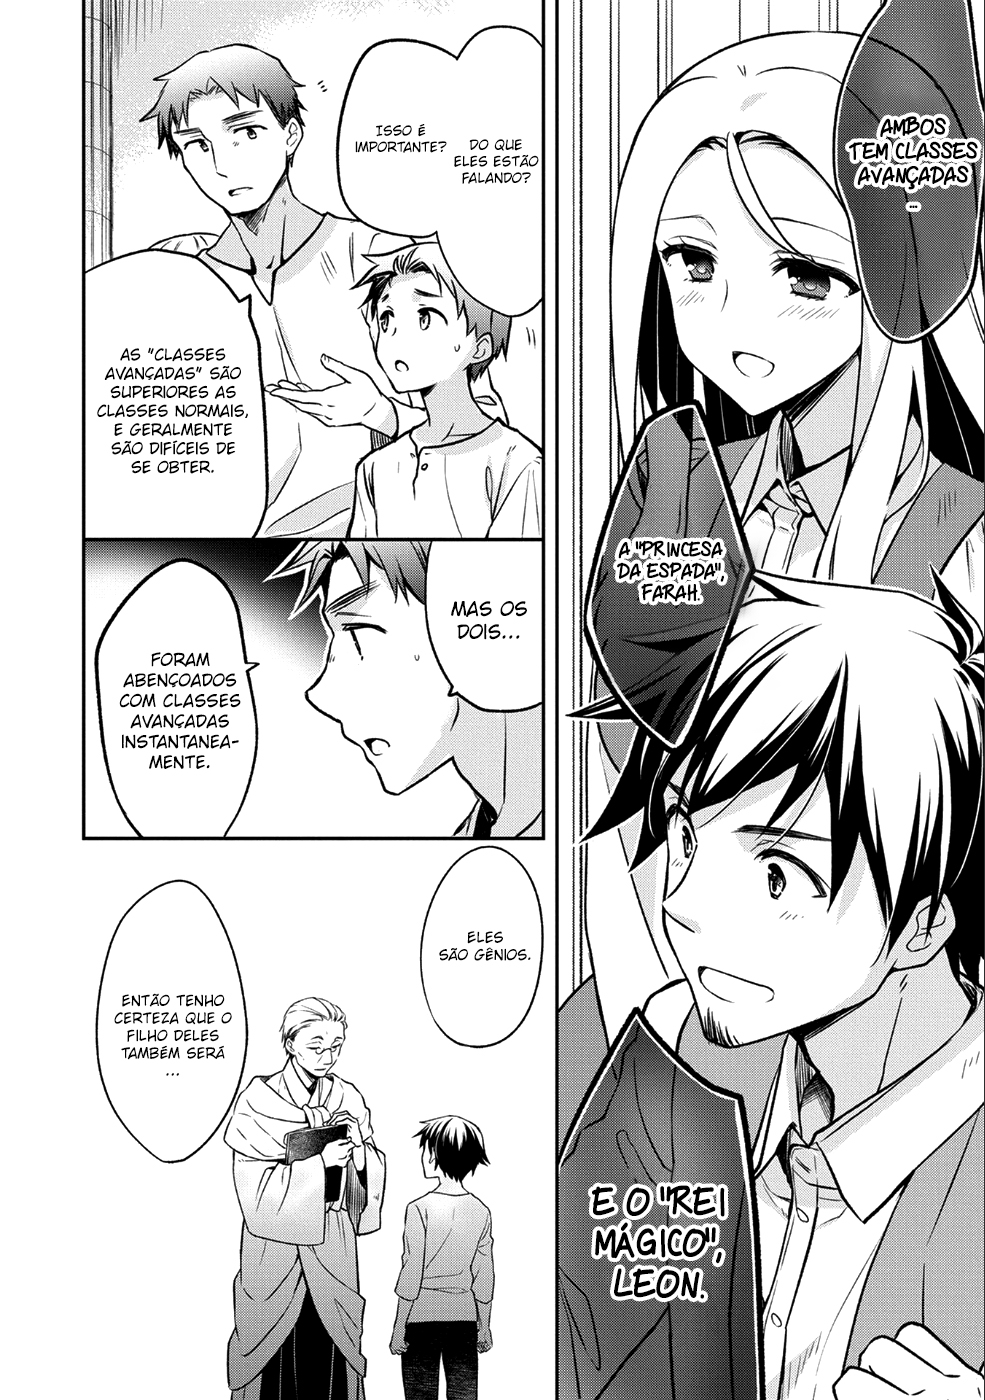 AMBOS
TEM CLASSES
AVANÇADAS
...
A "PRINCESA
DA ESPADA",
FARAH.
E O "REI
MÁGICO",
LEON.
DO QUE
ELES ESTÃO
FALANDO?
ISSO É
IMPORTANTE?
AS "CLASSES
AVANÇADAS" SÃO
SUPERIORES AS
CLASSES NORMAIS,
E GERALMENTE
SÃO DIFÍCEIS DE
SE OBTER.
MAS OS
DOIS...
FORAM
ABENÇOADOS
COM CLASSES
AVANÇADAS
INSTANTANEA-
MENTE.
ELES
SÃO GÊNIOS.
ENTÃO TENHO
CERTEZA QUE O
FILHO DELES
TAMBÉM SERÁ
...